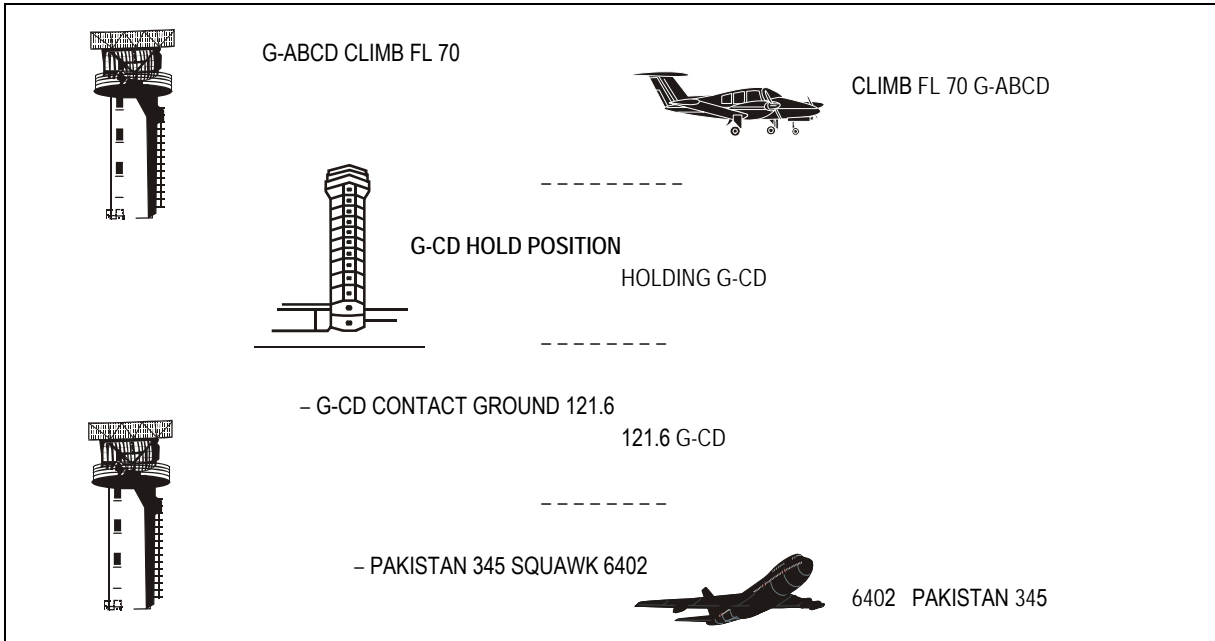 G-ABCD CLIMB FL 70
CLIMB FL 70 G-ABCD
G-CD HOLD POSITION
HOLDING G-CD
– G-CD CONTACT GROUND 121.6
121.6 G-CD
– PAKISTAN 345 SQUAWK 6402
6402 PAKISTAN 345